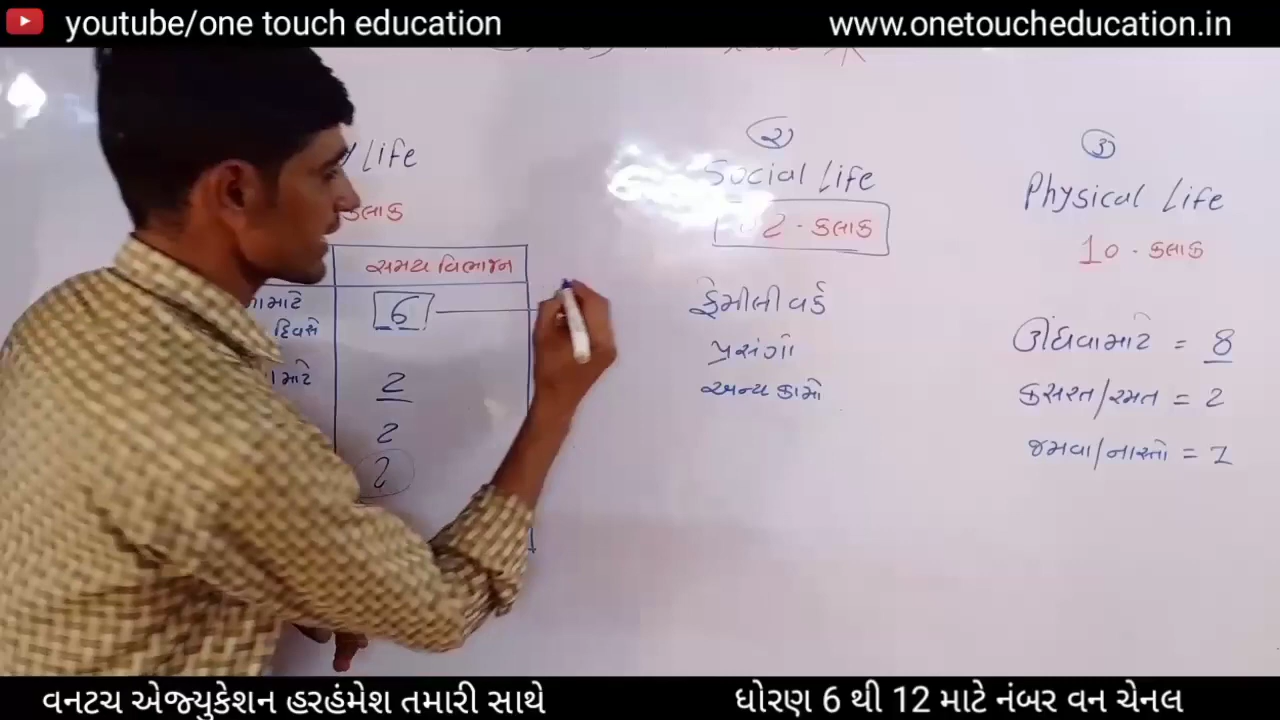 youtube/one touch education
www.onetoucheducation.in
Life
કલાક
સમય વિભાજન
માટે
દિવસે
6
માટે
2
2
2
૨
Social Life
2 - કલાક
ફેમીલી વર્ક
પ્રસંગો
અન્ય કામો
૩
Physical Life
10 - કલાક
ઊંઘવા માટે = 8
કસરત/રમત = 2
જમવા/નાસ્તો = 1
વનટચ એજ્યુકેશન હરહંમેશ તમારી સાથે
ધોરણ 6 થી 12 માટે નંબર વન ચેનલ